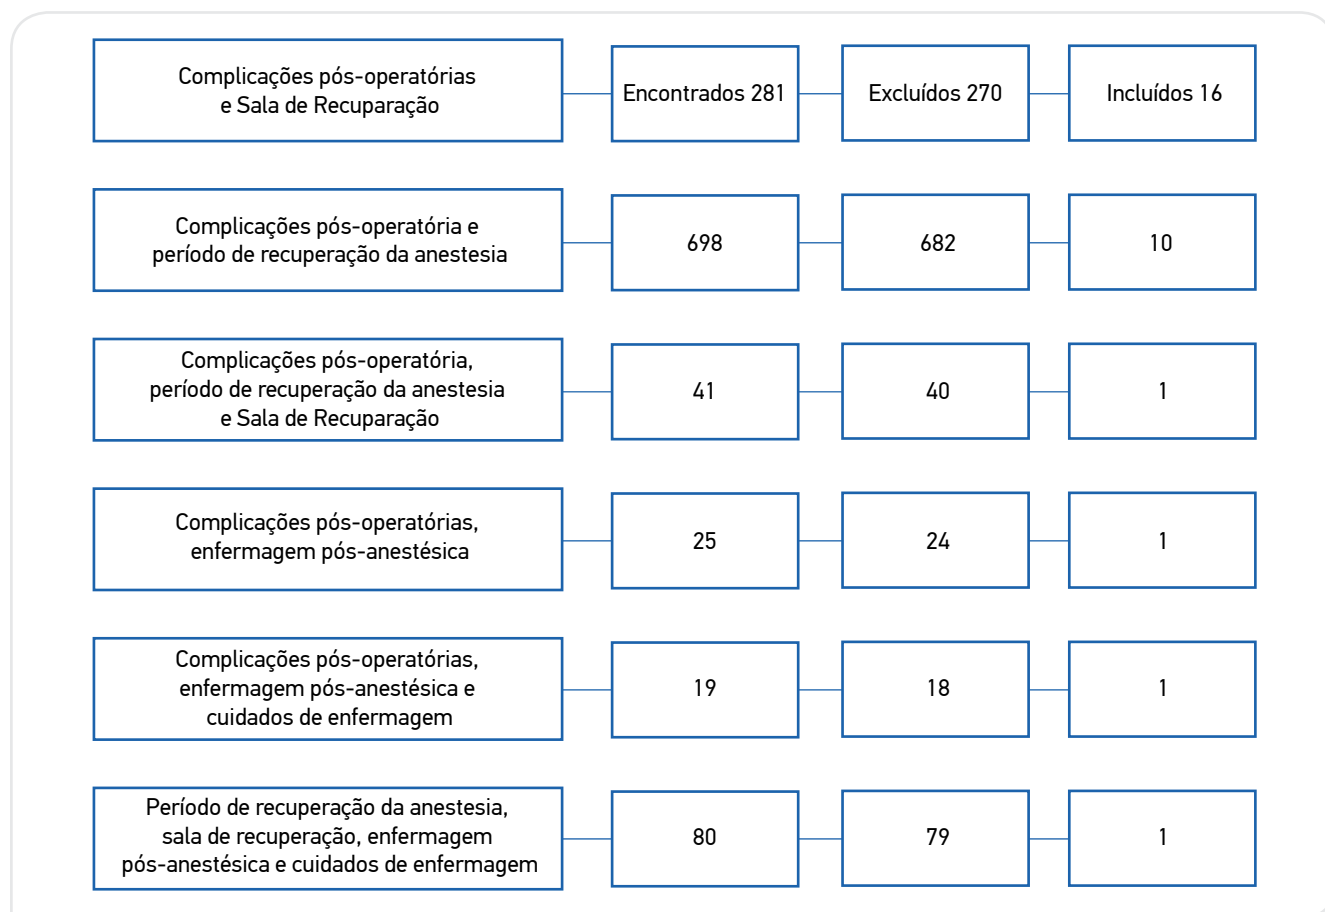 Complicações pós-operatórias
e Sala de Recuparação
Encontrados 281
Excluídos 270
Incluídos 16
Complicações pós-operatória e
período de recuperação da anestesia
698
682
10
Complicações pós-operatória,
período de recuperação da anestesia
e Sala de Recuparação
41
40
1
Complicações pós-operatórias,
enfermagem pós-anestésica
25
24
1
Complicações pós-operatórias,
enfermagem pós-anestésica e
cuidados de enfermagem
19
18
1
Período de recuperação da anestesia,
sala de recuperação, enfermagem
pós-anestésica e cuidados de enfermagem
80
79
1